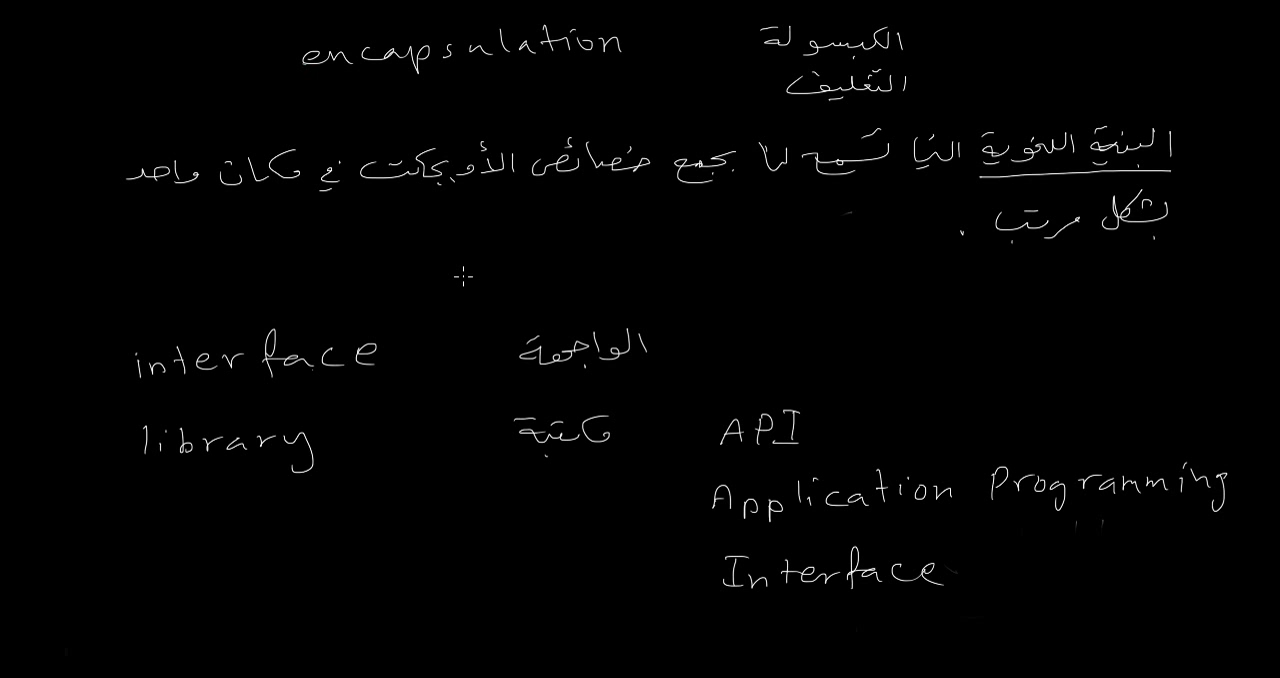 encapsulation الكبسولة
التغليف
البنية اللغوية التي تسمح لنا بجمع خصائص الأوبجكت في مكان واحد
بشكل مرتب .
interface الواجهة
library مكتبة API
Application Programming
Interface